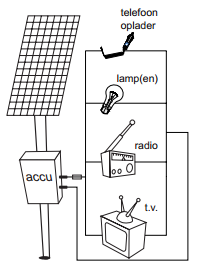 telefoon
oplader
lamp(en)
radio
accu
t.v.